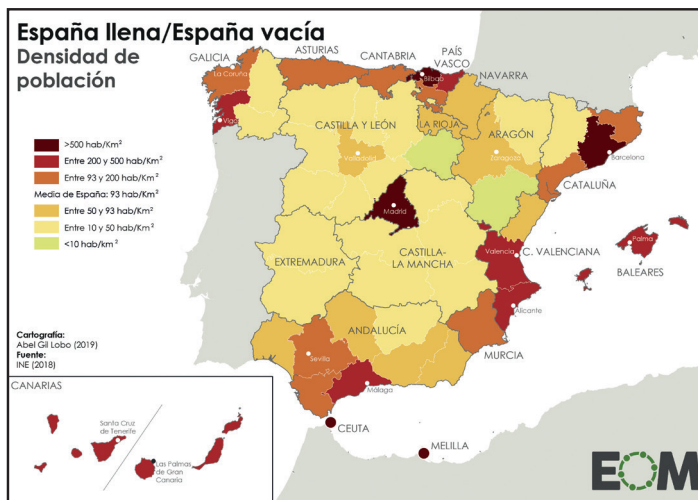 España llena/España vacía
Densidad de
población
>500 hab/Km²
Entre 200 y 500 hab/Km²
Entre 93 y 200 hab/Km²
Media de España: 93 hab/Km²
Entre 50 y 93 hab/Km²
Entre 10 y 50 hab/Km²
<10 hab/km²
GALICIA
ASTURIAS
CANTABRIA
PAÍS
VASCO
NAVARRA
La Coruña
Bilbao
Vigo
CASTILLA Y LEÓN
LA RIOJA
ARAGÓN
Valladolid
Zaragoza
Barcelona
CATALUÑA
Madrid
CASTILLA-
LA MANCHA
EXTREMADURA
Valencia
C. VALENCIANA
Palma
BALEARES
Alicante
ANDALUCÍA
MURCIA
Sevilla
Málaga
CEUTA
MELILLA
Cartografía:
Abel Gil Lobo (2019)
Fuente:
INE (2018)
CANARIAS
Santa Cruz
de Tenerife
Las Palmas
de Gran
Canaria
EOM